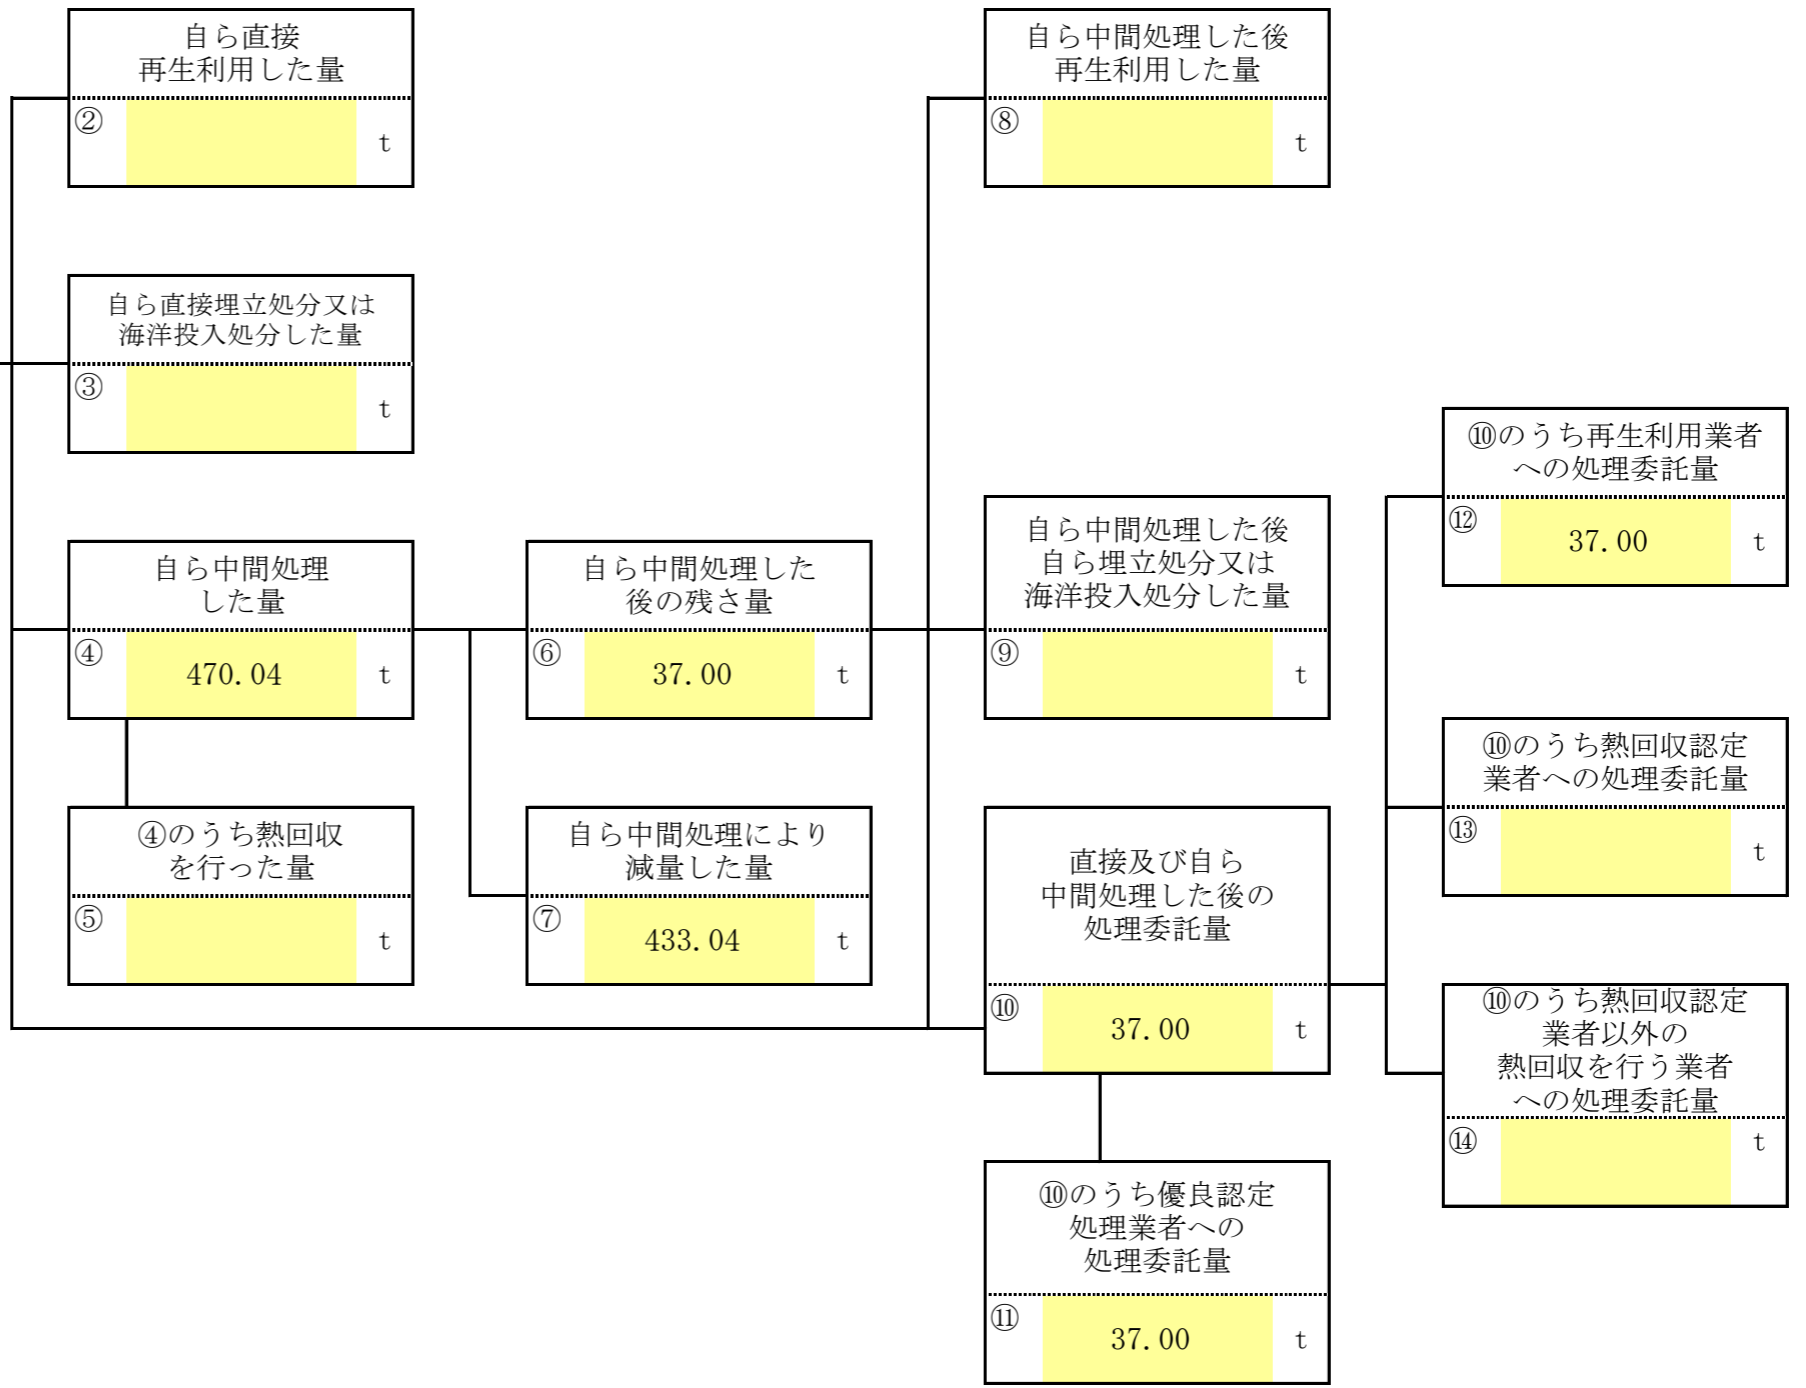 自ら直接
再生利用した量
②
t
自ら中間処理した後
再生利用した量
⑧
t
自ら直接埋立処分又は
海洋投入処分した量
③
t
⑩のうち再生利用業者
への処理委託量
⑫
37.00
t
自ら中間処理
した量
④
470.04
t
自ら中間処理した
後の残さ量
⑥
37.00
t
自ら中間処理した後
自ら埋立処分又は
海洋投入処分した量
⑨
t
⑩のうち熱回収認定
業者への処理委託量
⑬
t
④のうち熱回収
を行った量
⑤
t
自ら中間処理により
減量した量
⑦
433.04
t
直接及び自ら
中間処理した後の
処理委託量
⑩
37.00
t
⑩のうち熱回収認定
業者以外の
熱回収を行う業者
への処理委託量
⑭
t
⑩のうち優良認定
処理業者への
処理委託量
⑪
37.00
t